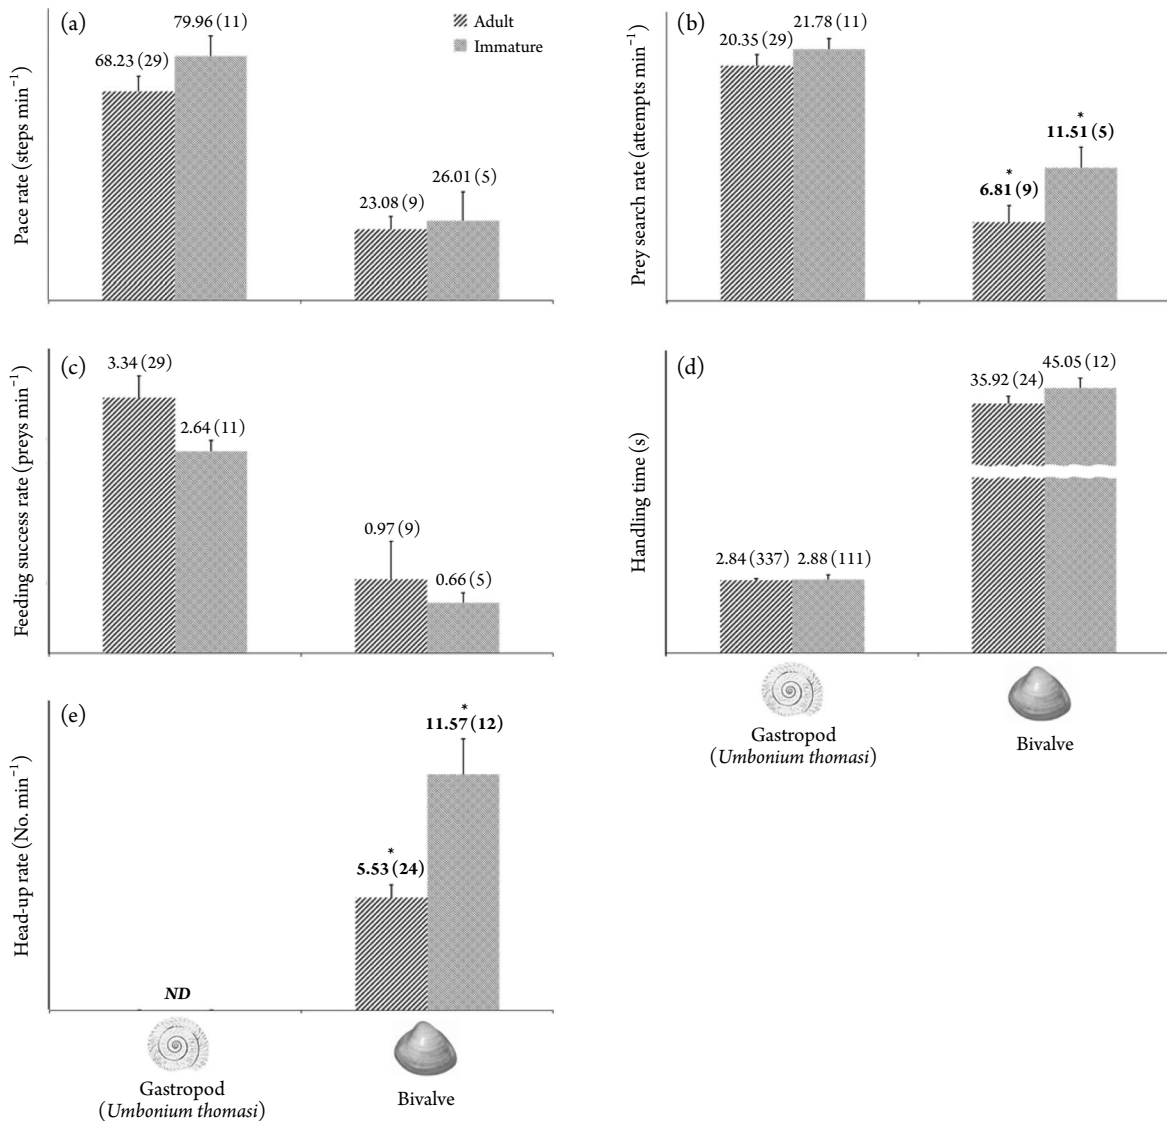 (a)
Adult
Immature
Pace rate (steps min⁻¹)
68.23 (29)
79.96 (11)
23.08 (9)
26.01 (5)
(b)
Prey search rate (attempts min⁻¹)
20.35 (29)
21.78 (11)
*
6.81 (9)
*
11.51 (5)
(c)
Feeding success rate (preys min⁻¹)
3.34 (29)
2.64 (11)
0.97 (9)
0.66 (5)
(d)
Handling time (s)
2.84 (337)
2.88 (111)
35.92 (24)
45.05 (12)
Gastropod
(Umbonium thomasi)
Bivalve
(e)
Head-up rate (No. min⁻¹)
ND
*
5.53 (24)
*
11.57 (12)
Gastropod
(Umbonium thomasi)
Bivalve